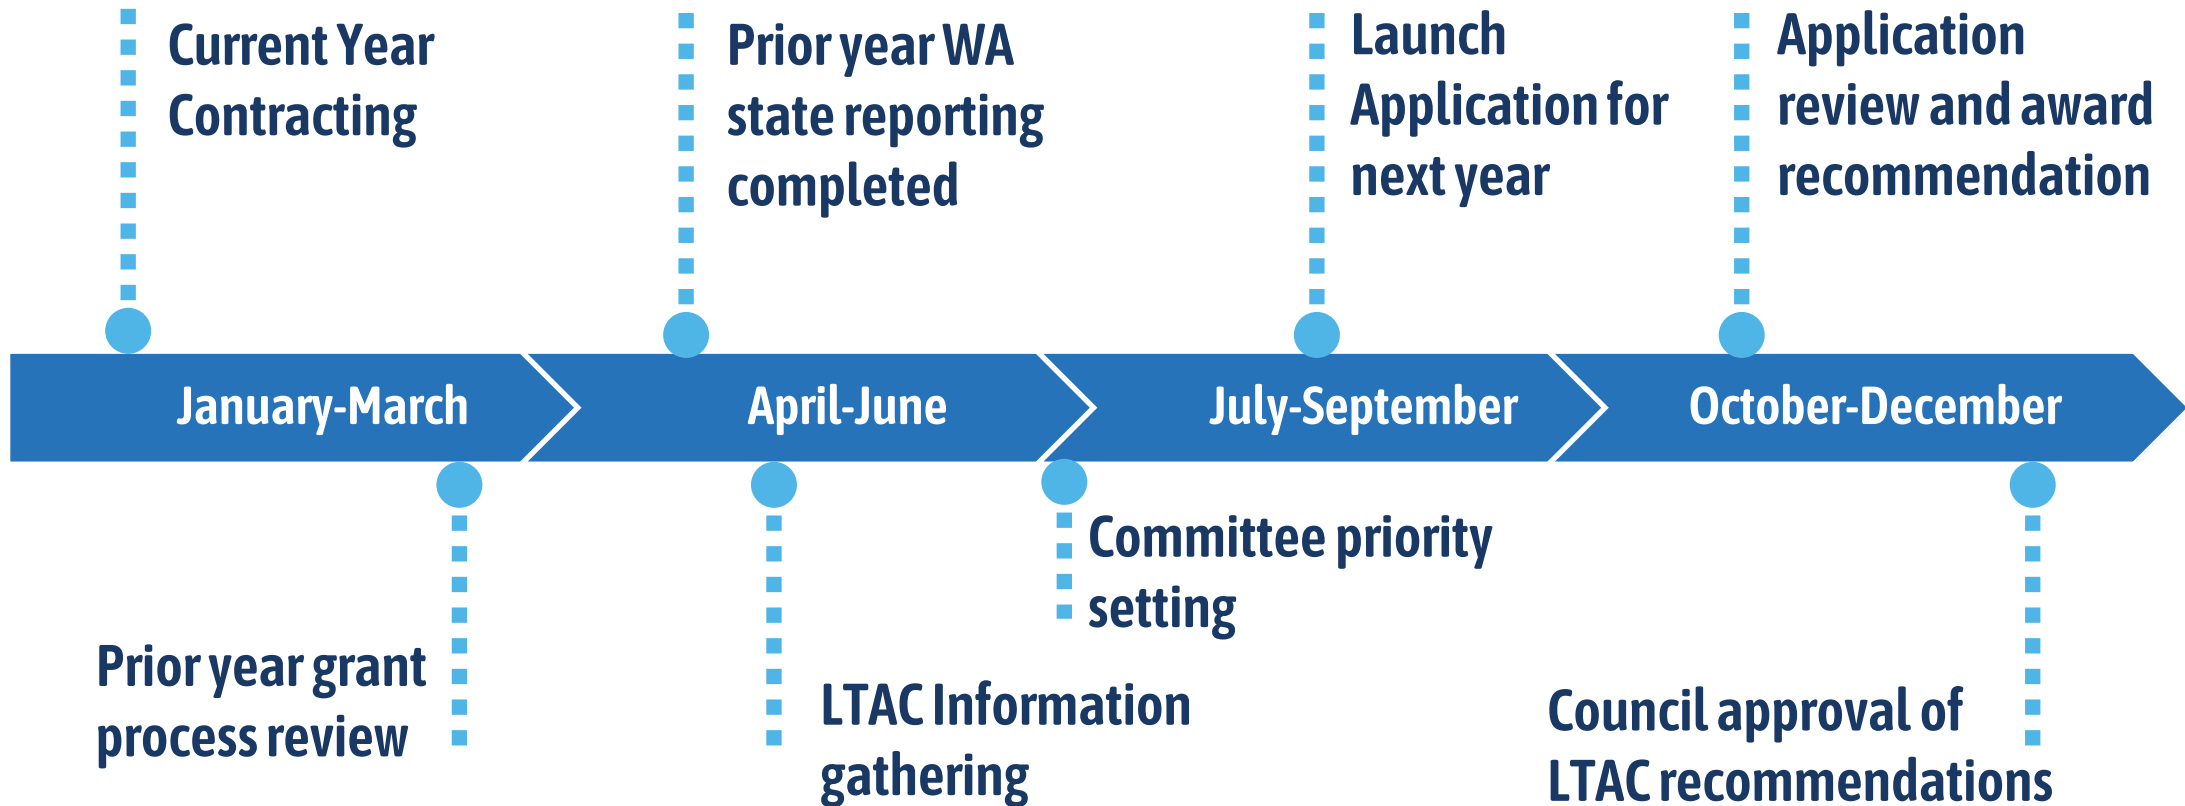 Current Year
Contracting
Prior year WA
state reporting
completed
Launch
Application for
next year
Application
review and award
recommendation
January-March
April-June
July-September
October-December
Prior year grant
process review
LTAC Information
gathering
Committee priority
setting
Council approval of
LTAC recommendations